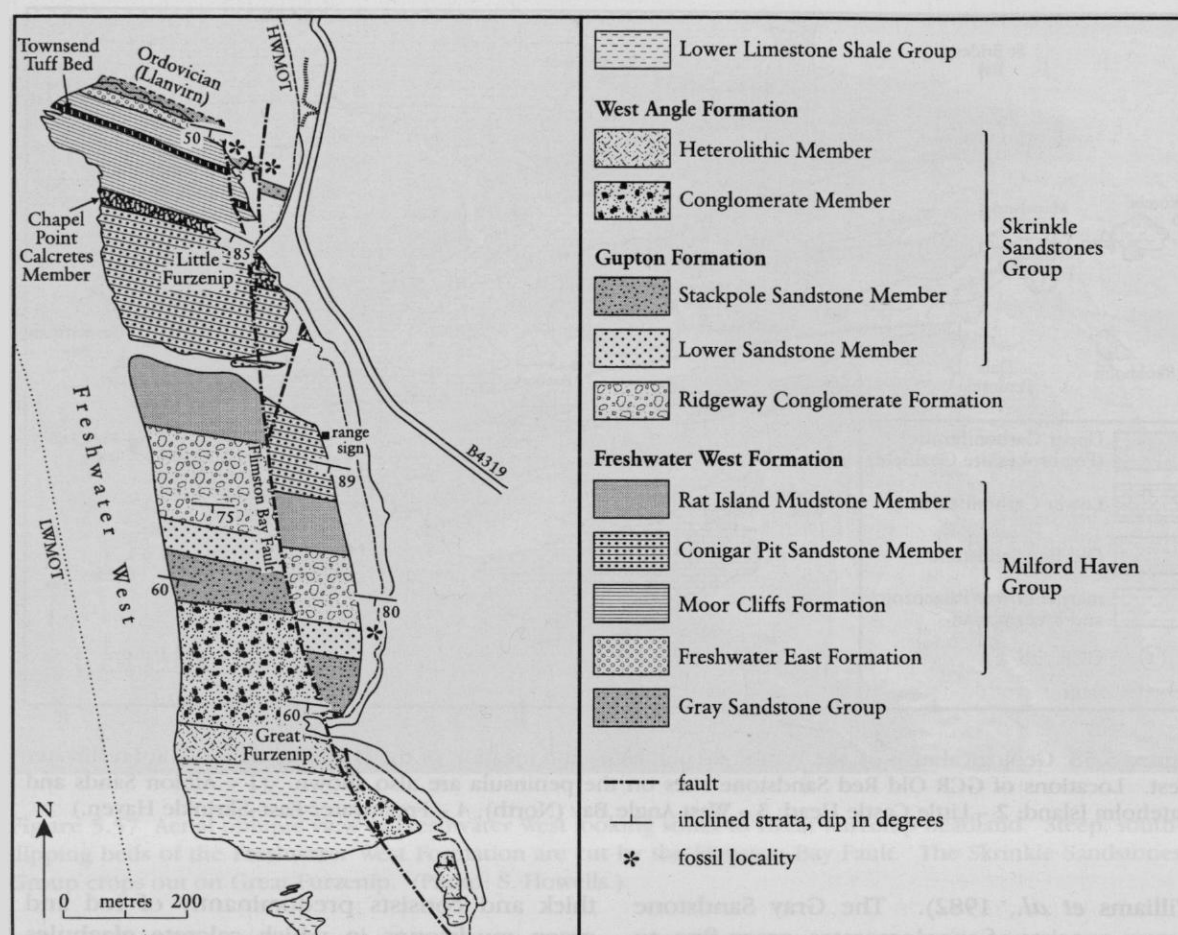 Townsend
Tuff Bed
Ordovician
(Llanvirn)
HWMOT
50
Chapel
Point
Calcretes
Member
85
Little
Furzenip
Freshwater West
LWMOT
Flimston Bay Fault
range
sign
B4319
89
75
60
80
60
Great
Furzenip
N
0 metres 200
Lower Limestone Shale Group
West Angle Formation
Heterolithic Member
Conglomerate Member
Gupton Formation
Stackpole Sandstone Member
Lower Sandstone Member
Skrinkle
Sandstones
Group
Ridgeway Conglomerate Formation
Freshwater West Formation
Rat Island Mudstone Member
Conigar Pit Sandstone Member
Moor Cliffs Formation
Freshwater East Formation
Milford Haven
Group
Gray Sandstone Group
fault
inclined strata, dip in degrees
fossil locality